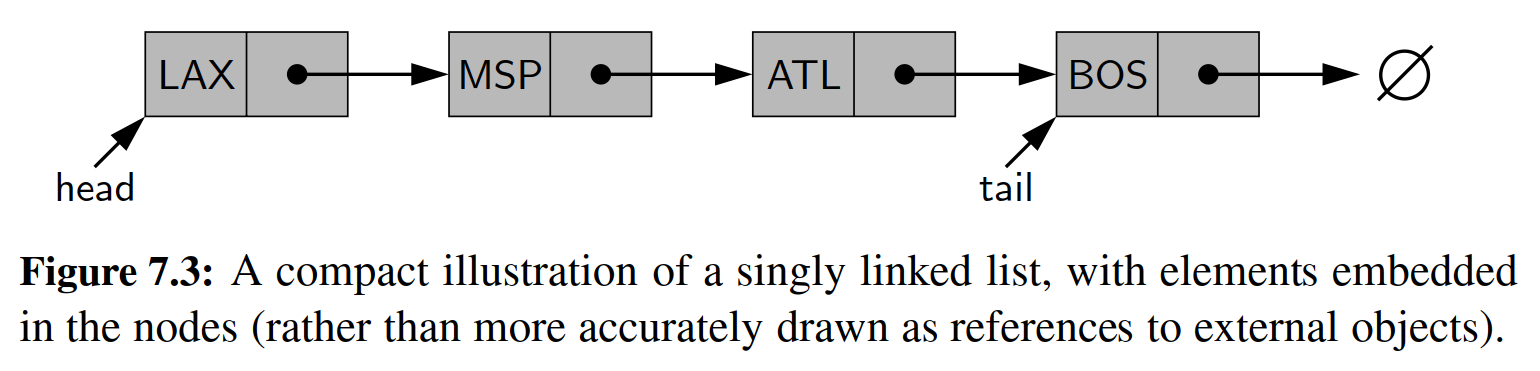 LAX MSP ATL BOS ∅
head tail
Figure 7.3: A compact illustration of a singly linked list, with elements embedded
in the nodes (rather than more accurately drawn as references to external objects).